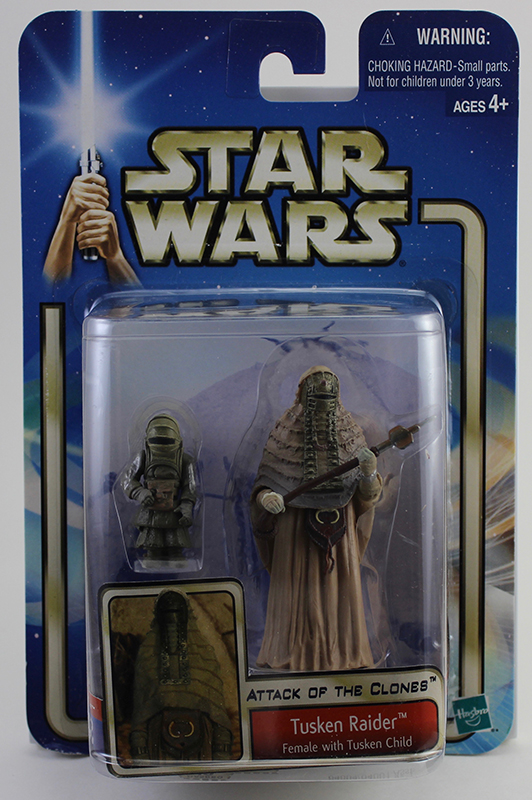 WARNING:
CHOKING HAZARD-Small parts.
Not for children under 3 years.
AGES 4+
STAR
WARS
ATTACK OF THE CLONES™
Tusken Raider™
Female with Tusken Child
Hasbro